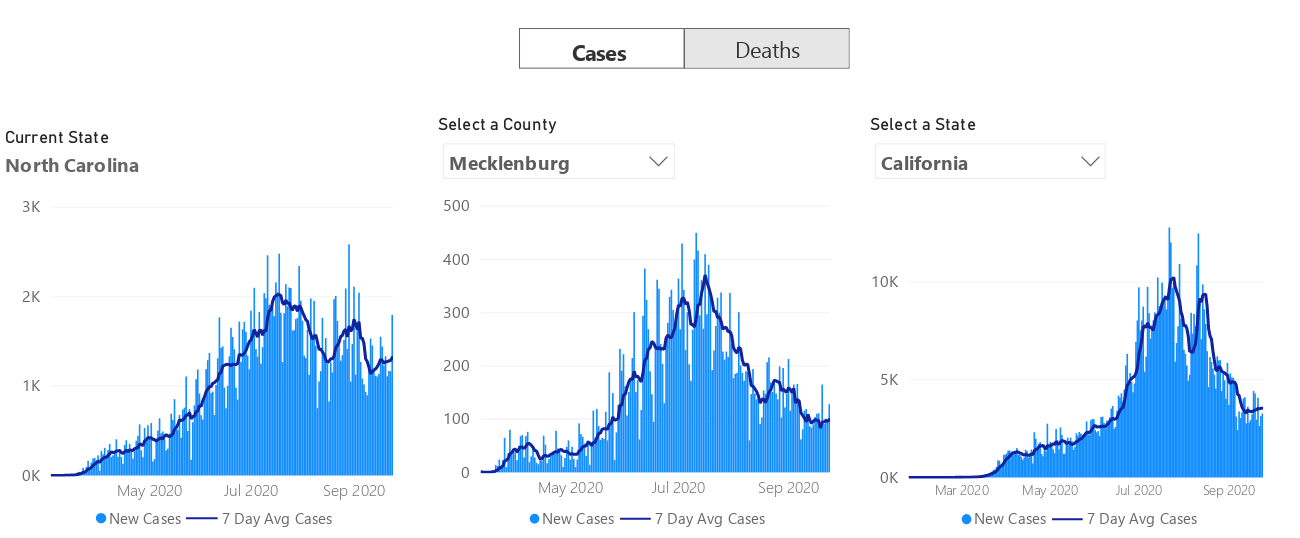 Cases
Deaths
Current State
North Carolina
3K
2K
1K
0K
May 2020
Jul 2020
Sep 2020
New Cases
7 Day Avg Cases
Select a County
Mecklenburg
500
400
300
200
100
0
May 2020
Jul 2020
Sep 2020
New Cases
7 Day Avg Cases
Select a State
California
10K
5K
0K
Mar 2020
May 2020
Jul 2020
Sep 2020
New Cases
7 Day Avg Cases